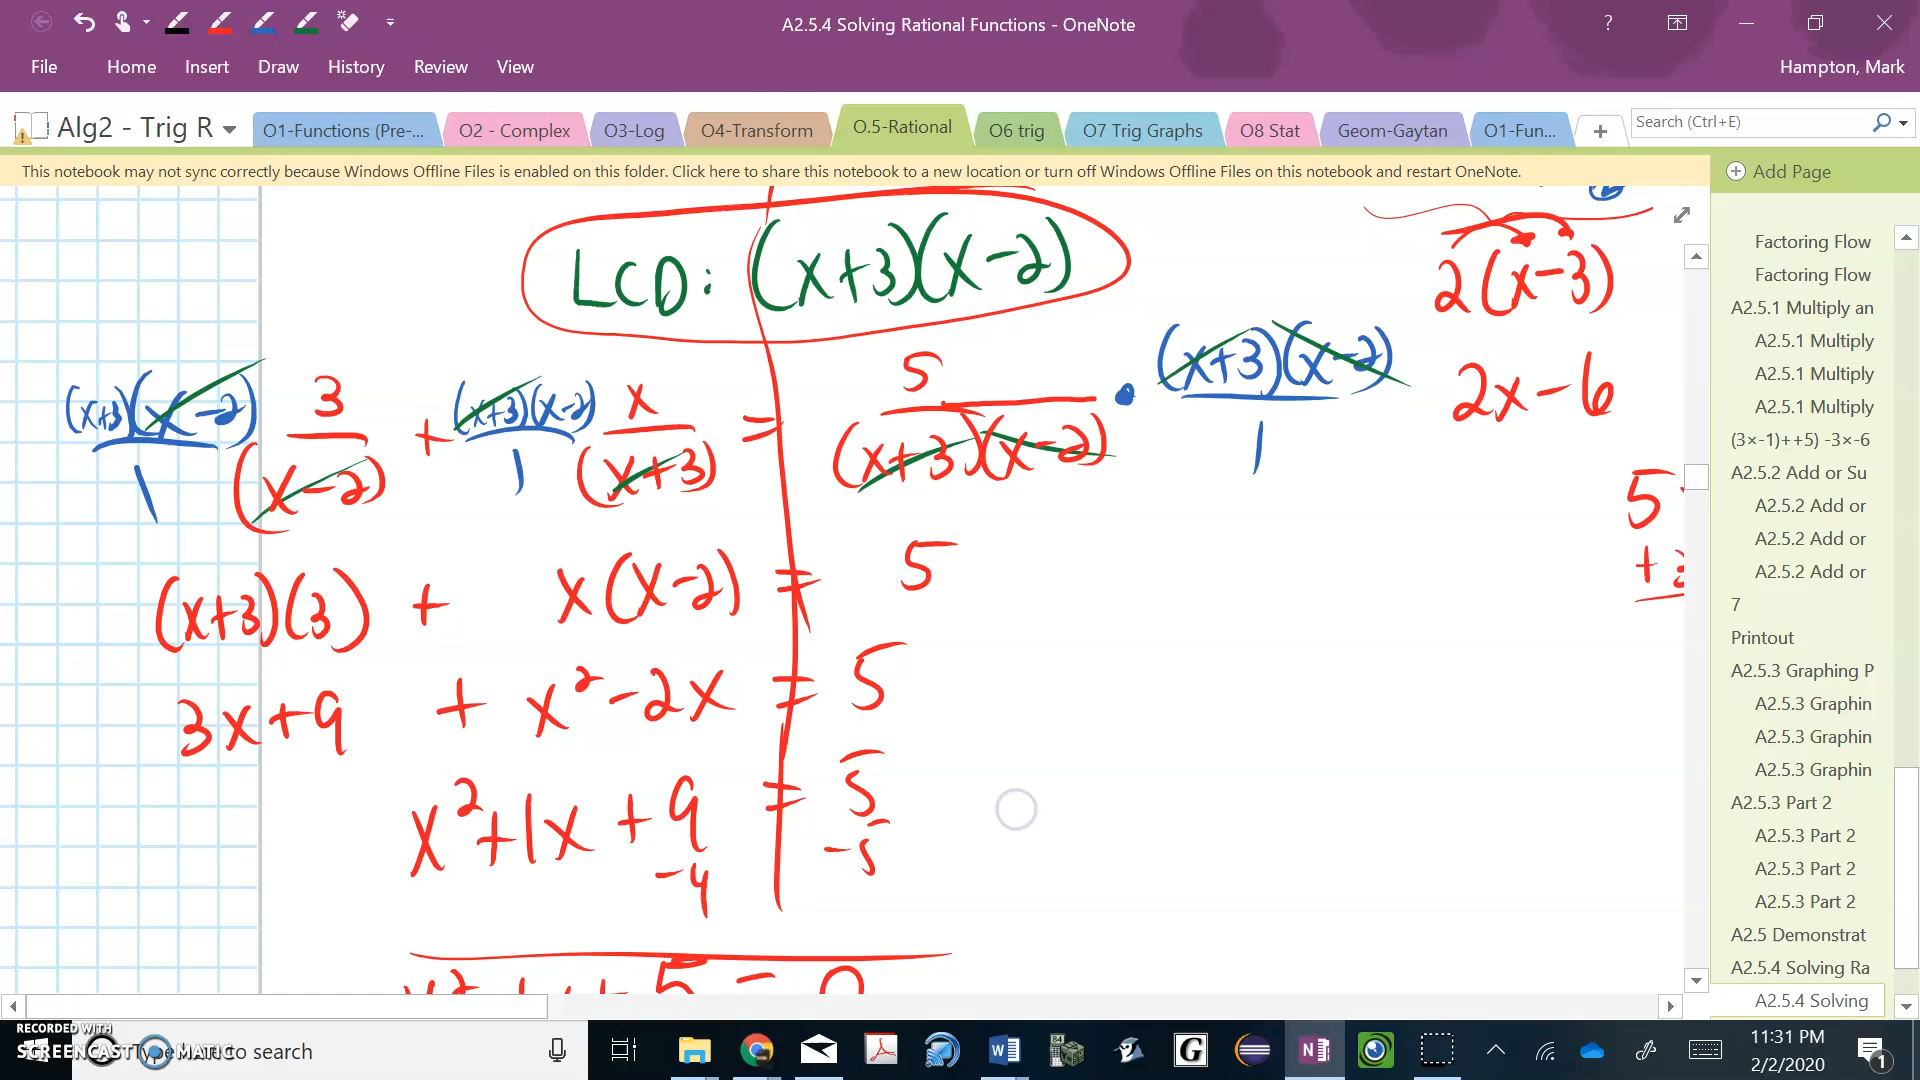 A2.5.4 Solving Rational Functions - OneNote
File Home Insert Draw History Review View
Hampton, Mark
Alg2 - Trig R
O1-Functions (Pre-... O2 - Complex O3-Log O4-Transform O.5-Rational O6 trig O7 Trig Graphs O8 Stat Geom-Gaytan O1-Fun...
Search (Ctrl+E)
This notebook may not sync correctly because Windows Offline Files is enabled on this folder. Click here to share this notebook to a new location or turn off Windows Offline Files on this notebook and restart OneNote.
LCD: (x+3)(x-2)
(x+3)(x-2)/1 3/(x-2) + (x+3)(x-2)/1 x/(x+3) = 5/((x+3)(x-2)) • (x+3)(x-2)/1
(x+3)(3) + x(x-2) = 5
3x+9 + x²-2x = 5
x²+1x+9 = 5
-4 -5
5 = 0
2(x-3)
2x-6
5
+
Add Page
Factoring Flow
Factoring Flow
A2.5.1 Multiply an
A2.5.1 Multiply
A2.5.1 Multiply
A2.5.1 Multiply
(3×-1)++5) -3×-6
A2.5.2 Add or Su
A2.5.2 Add or
A2.5.2 Add or
A2.5.2 Add or
7
Printout
A2.5.3 Graphing P
A2.5.3 Graphin
A2.5.3 Graphin
A2.5.3 Graphin
A2.5.3 Part 2
A2.5.3 Part 2
A2.5.3 Part 2
A2.5.3 Part 2
A2.5 Demonstrat
A2.5.4 Solving Ra
A2.5.4 Solving
RECORDED WITH
SCREENCAST MATIC
Type here to search
11:31 PM
2/2/2020
1